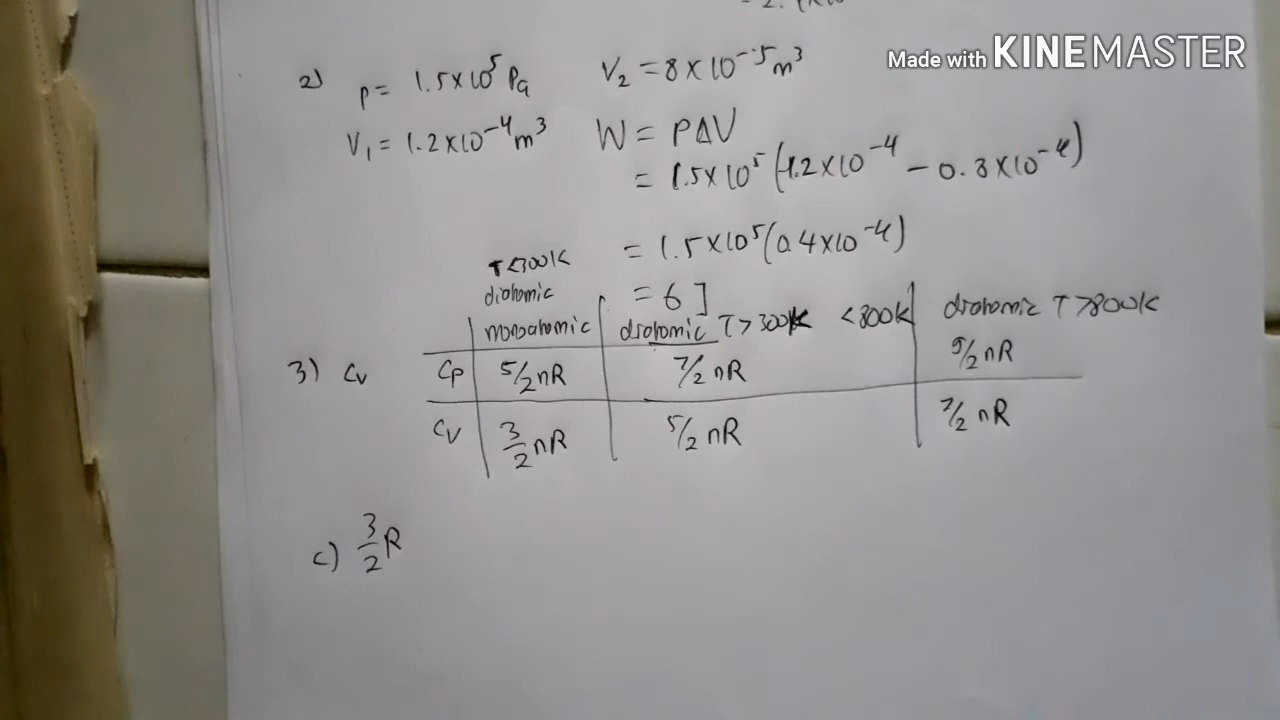 Made with KINEMASTER
2) P = 1.5×10⁵ Pa V₂ = 8×10⁻⁵ m³
V₁ = 1.2×10⁻⁴ m³ W = PΔV
= 1.5×10⁵ (1.2×10⁻⁴ – 0.8×10⁻⁴)
= 1.5×10⁵ (0.4×10⁻⁴)
= 6 J
T<300K
diatomic
monoatomic diatomic T>300K <800K diatomic T>800K
3) Cv Cp 5/2 nR 7/2 nR 9/2 nR
Cv 3/2 nR 5/2 nR 7/2 nR
c) 3/2 R